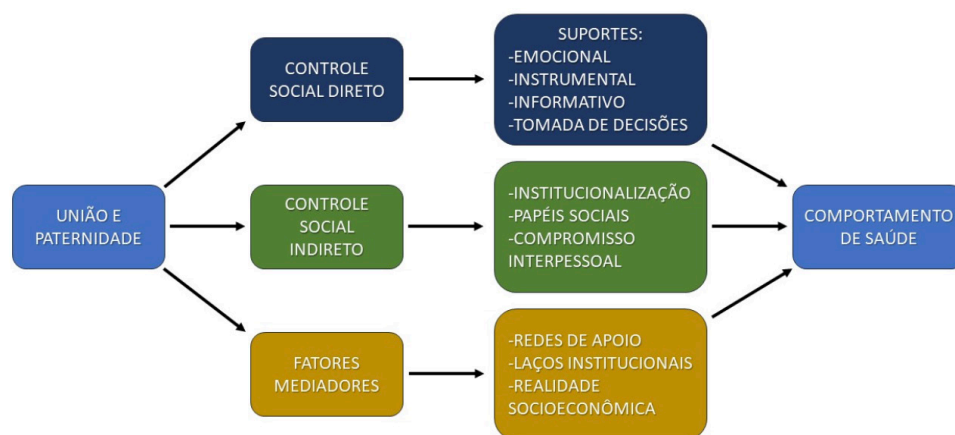 UNIÃO E
PATERNIDADE
CONTROLE
SOCIAL DIRETO
SUPORTES:
-EMOCIONAL
-INSTRUMENTAL
-INFORMATIVO
-TOMADA DE DECISÕES
CONTROLE
SOCIAL
INDIRETO
-INSTITUCIONALIZAÇÃO
-PAPÉIS SOCIAIS
-COMPROMISSO
INTERPESSOAL
FATORES
MEDIADORES
-REDES DE APOIO
-LAÇOS INSTITUCIONAIS
-REALIDADE
SOCIOECONÔMICA
COMPORTAMENTO
DE SAÚDE